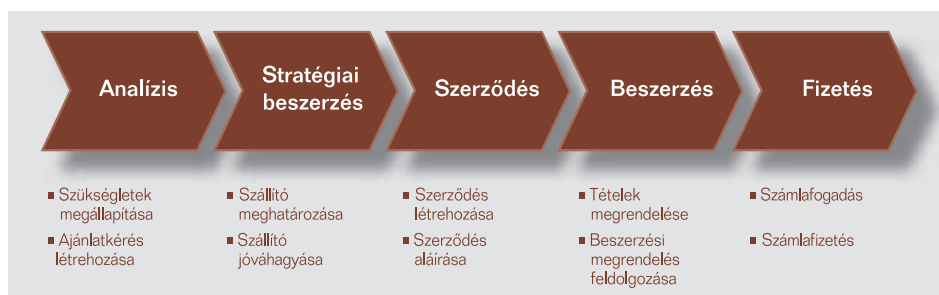 Analízis
Stratégiai
beszerzés
Szerződés
Beszerzés
Fizetés
Szükségletek
megállapítása
Ajánlatkérés
létrehozása
Szállító
meghatározása
Szállító
jóváhagyása
Szerződés
létrehozása
Szerződés
aláírása
Tételek
megrendelése
Beszerzési
megrendelés
feldolgozása
Számlafogadás
Számlafizetés